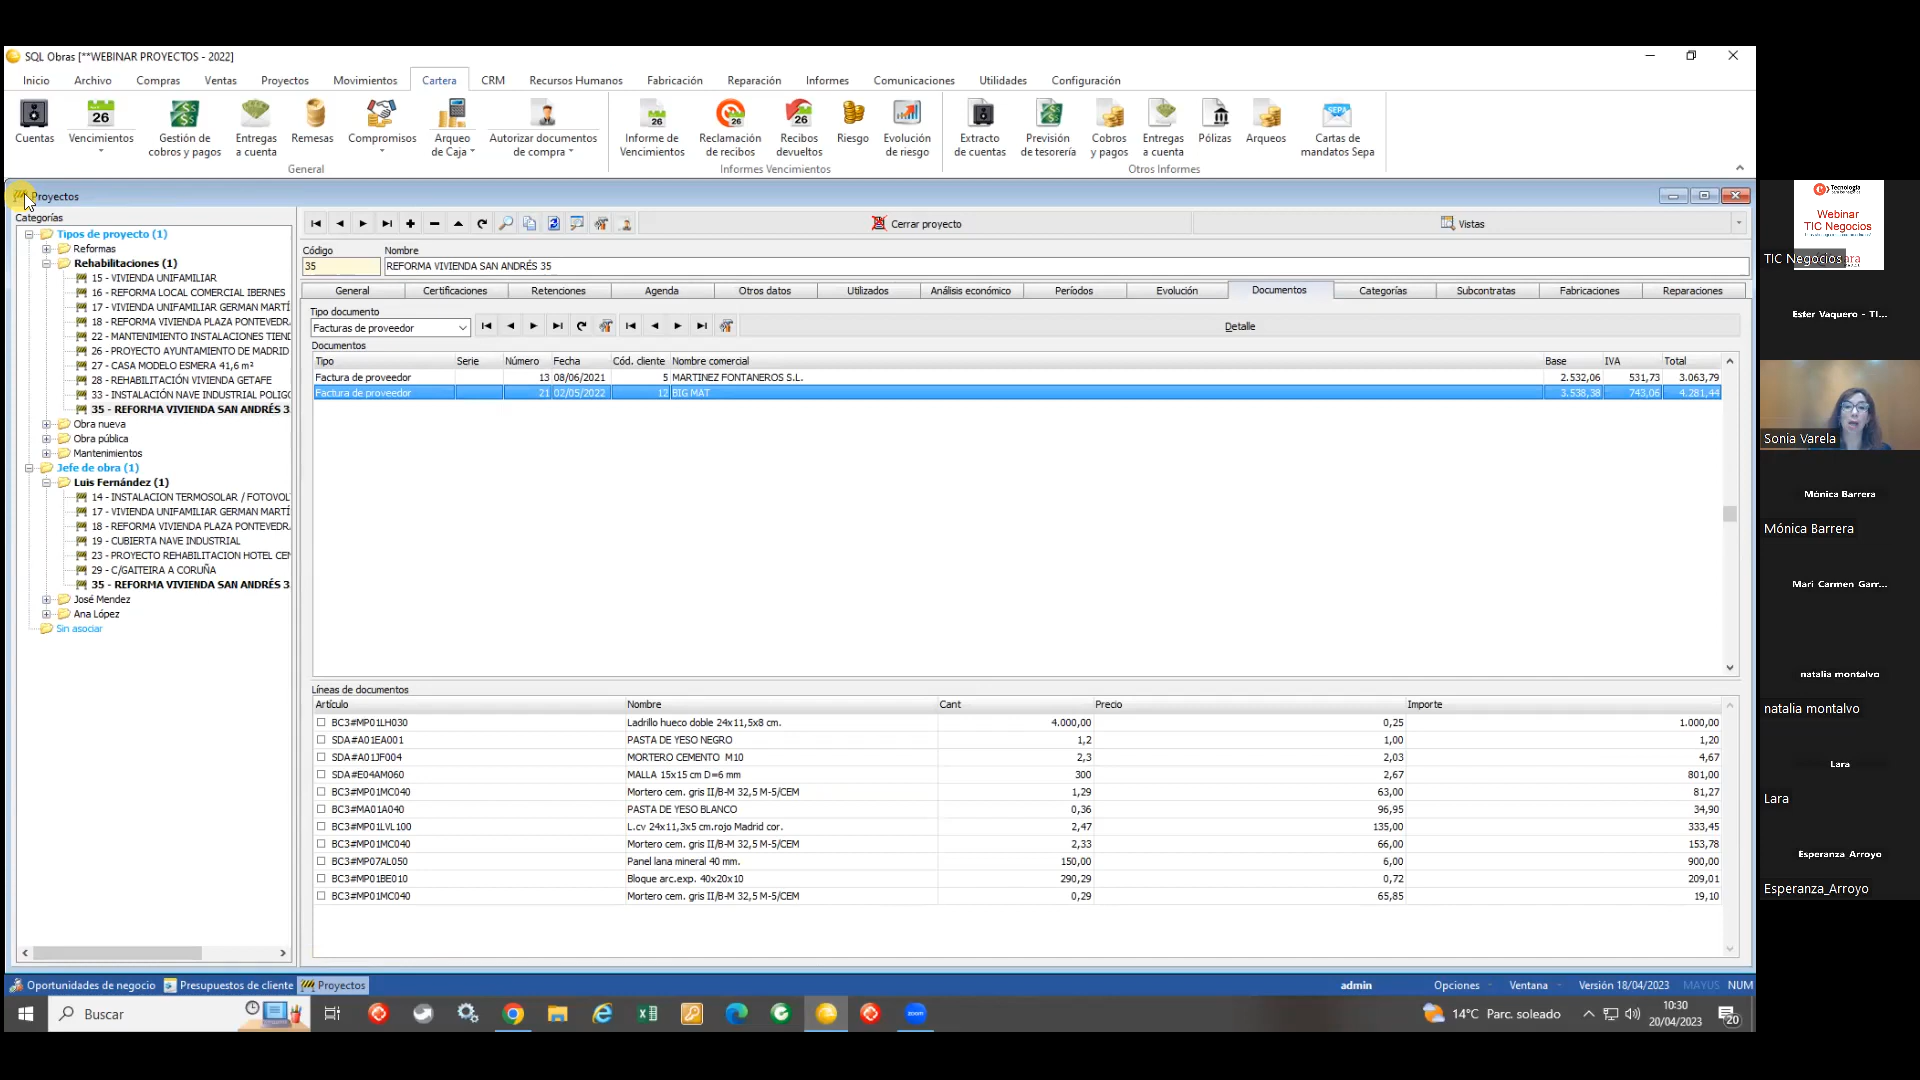 SQL Obras [**WEBINAR PROYECTOS - 2022]
Inicio Archivo Compras Ventas Proyectos Movimientos Cartera CRM Recursos Humanos Fabricación Reparación Informes Comunicaciones Utilidades Configuración
Cuentas
Vencimientos
Gestión de
cobros y pagos
Entregas
a cuenta
Remesas
Compromisos
Arqueo
de Caja
Autorizar documentos
de compra
General
Informe de
Vencimientos
Reclamación
de recibos
Recibos
devueltos
Riesgo
Evolución
de riesgo
Informes Vencimientos
Extracto
de cuentas
Previsión
de tesorería
Cobros
y pagos
Entregas
a cuenta
Pólizas
Arqueos
Cartas de
mandatos Sepa
Otros Informes
Proyectos
Categorías
Tipos de proyecto (1)
Reformas
Rehabilitaciones (1)
15 - VIVIENDA UNIFAMILIAR
16 - REFORMA LOCAL COMERCIAL IBERNES
17 - VIVIENDA UNIFAMILIAR GERMAN MARTÍ
18 - REFORMA VIVIENDA PLAZA PONTEVEDR
22 - MANTENIMIENTO INSTALACIONES TIEND
26 - PROYECTO AYUNTAMIENTO DE MADRID
27 - CASA MODELO ESMERA 41,6 m²
28 - REHABILITACIÓN VIVIENDA GETAFE
33 - INSTALACIÓN NAVE INDUSTRIAL POLIG
35 - REFORMA VIVIENDA SAN ANDRÉS 3
Obra nueva
Obra pública
Mantenimientos
Jefe de obra (1)
Luis Fernández (1)
14 - INSTALACION TERMOSOLAR / FOTOVOL
17 - VIVIENDA UNIFAMILIAR GERMAN MARTÍ
18 - REFORMA VIVIENDA PLAZA PONTEVEDR
19 - CUBIERTA NAVE INDUSTRIAL
23 - PROYECTO REHABILITACION HOTEL CEN
29 - C/GAITEIRA A CORUÑA
35 - REFORMA VIVIENDA SAN ANDRÉS 3
José Mendez
Ana López
Sin asociar
Cerrar proyecto
Vistas
Código Nombre
35 REFORMA VIVIENDA SAN ANDRÉS 35
General Certificaciones Retenciones Agenda Otros datos Utilizados Análisis económico Períodos Evolución Documentos Categorías Subcontratas Fabricaciones Reparaciones
Tipo documento
Facturas de proveedor
Detalle
Documentos
Tipo Serie Número Fecha Cód. cliente Nombre comercial Base IVA Total
Factura de proveedor 13 08/06/2021 5 MARTINEZ FONTANEROS S.L. 2.532,06 531,73 3.063,79
Factura de proveedor 21 02/05/2022 12 BIG MAT 3.538,38 743,06 4.281,44
Líneas de documentos
Artículo Nombre Cant Precio Importe
BC3#MP01LH030 Ladrillo hueco doble 24x11,5x8 cm. 4.000,00 0,25 1.000,00
SDA#A01EA001 PASTA DE YESO NEGRO 1,2 1,00 1,20
SDA#A01JF004 MORTERO CEMENTO M10 2,3 2,03 4,67
SDA#E04AM060 MALLA 15x15 cm D=6 mm 300 2,67 801,00
BC3#MP01MC040 Mortero cem. gris II/B-M 32,5 M-5/CEM 1,29 63,00 81,27
BC3#MA01A040 PASTA DE YESO BLANCO 0,36 96,95 34,90
BC3#MP01LVL100 L.cv 24x11,3x5 cm.rojo Madrid cor. 2,47 135,00 333,45
BC3#MP01MC040 Mortero cem. gris II/B-M 32,5 M-5/CEM 2,33 66,00 153,78
BC3#MP07AL050 Panel lana mineral 40 mm. 150,00 6,00 900,00
BC3#MP01BE010 Bloque arc.exp. 40x20x10 290,29 0,72 209,01
BC3#MP01MC040 Mortero cem. gris II/B-M 32,5 M-5/CEM 0,29 65,85 19,10
Oportunidades de negocio Presupuestos de cliente Proyectos
admin Opciones Ventana Versión 18/04/2023 MAYUS NUM
Buscar
zoom
14°C Parc. soleado
10:30
20/04/2023
20
Tecnología
Webinar
TIC Negocios
TIC Negocios
Ester Vaquero - TI...
Sonia Varela
Mónica Barrera
Mónica Barrera
Mari Carmen Garr...
natalia montalvo
natalia montalvo
Lara
Lara
Esperanza Arroyo
Esperanza_Arroyo